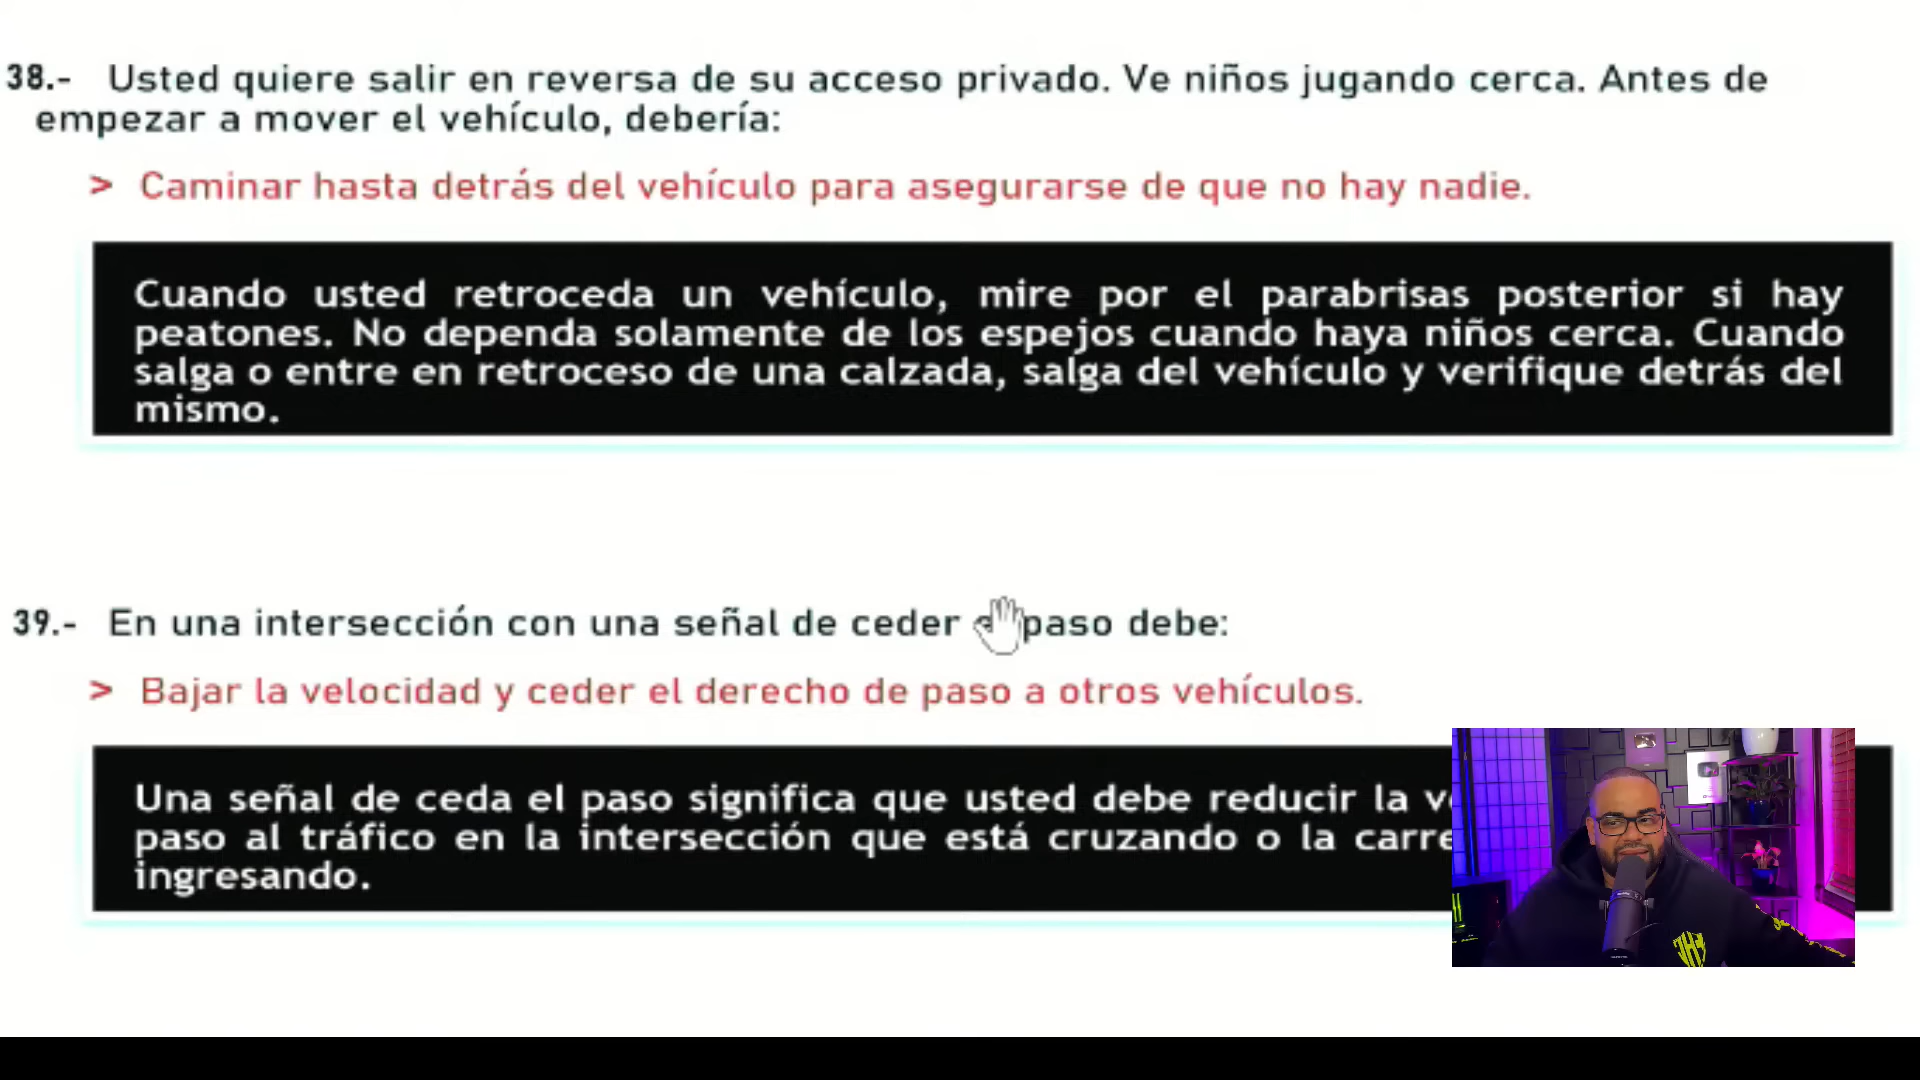 38.- Usted quiere salir en reversa de su acceso privado. Ve niños jugando cerca. Antes de
empezar a mover el vehículo, debería:
> Caminar hasta detrás del vehículo para asegurarse de que no hay nadie.
Cuando usted retroceda un vehículo, mire por el parabrisas posterior si hay
peatones. No dependa solamente de los espejos cuando haya niños cerca. Cuando
salga o entre en retroceso de una calzada, salga del vehículo y verifique detrás del
mismo.
39.- En una intersección con una señal de ceder paso debe:
> Bajar la velocidad y ceder el derecho de paso a otros vehículos.
Una señal de ceda el paso significa que usted debe reducir la
paso al tráfico en la intersección que está cruzando o la
ingresando.